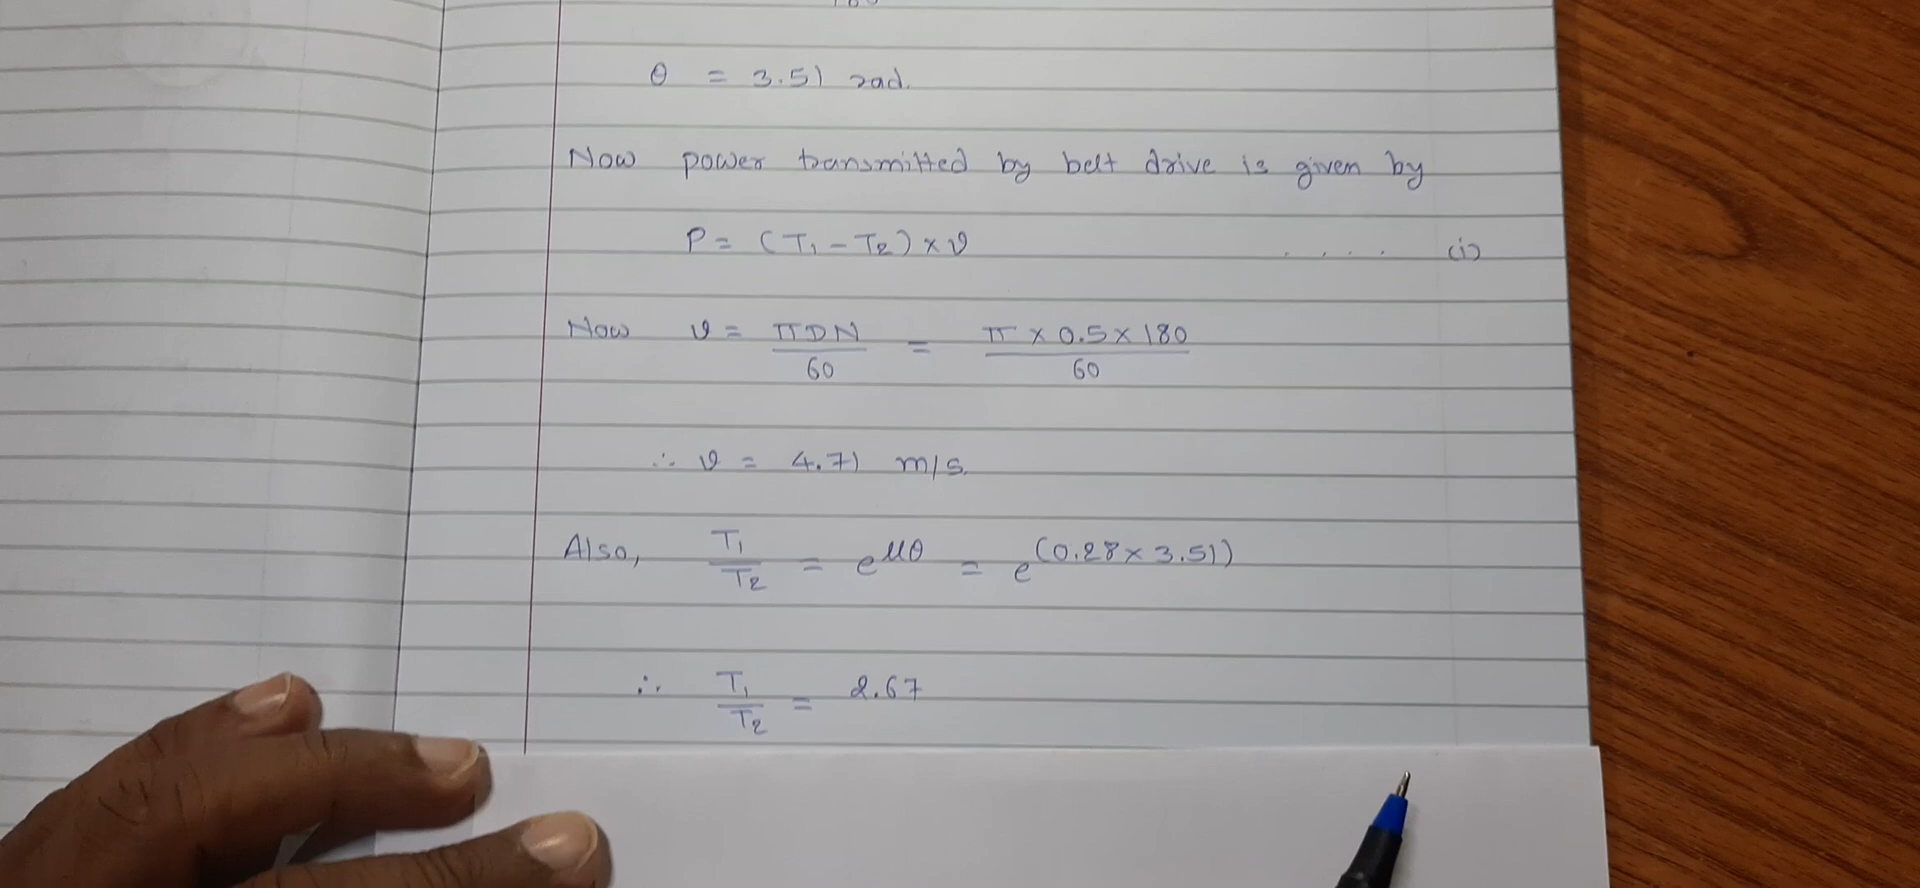 θ = 3.51 rad.
Now power transmitted by belt drive is given by
P = (T₁ - T₂) × v ..... (i)
Now v = πDN / 60 = π × 0.5 × 180 / 60
∴ v = 4.71 m/s.
Also, T₁ / T₂ = e^μθ = e^(0.28 × 3.51)
∴ T₁ / T₂ = 2.67